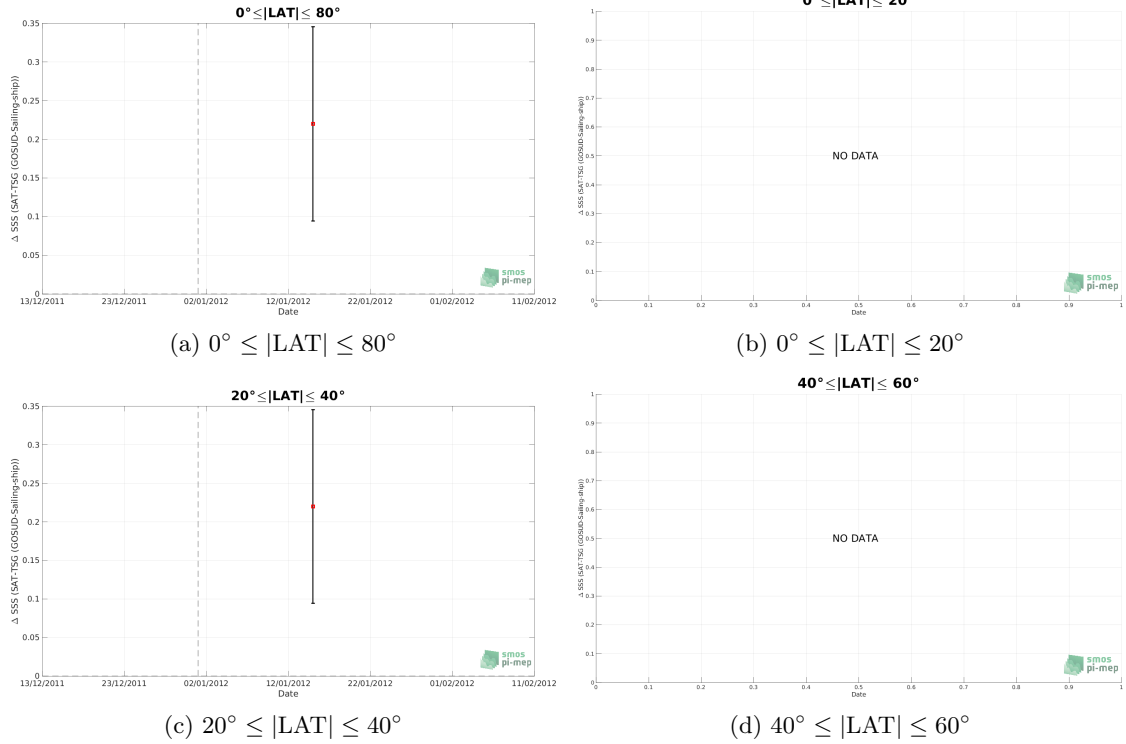 0°≤|LAT|≤ 80°
Δ SSS (SAT-TSG (GOSUD-Sailing-ship))
0.35
0.3
0.25
0.2
0.15
0.1
0.05
0
13/12/2011 23/12/2011 02/01/2012 12/01/2012 22/01/2012 01/02/2012 11/02/2012
Date
smos
pi-mep
(a) 0° ≤ |LAT| ≤ 80°
0°≤|LAT|≤ 20°
Δ SSS (SAT-TSG (GOSUD-Sailing-ship))
1
0.9
0.8
0.7
0.6
0.5
0.4
0.3
0.2
0.1
0
NO DATA
0 0.1 0.2 0.3 0.4 0.5 0.6 0.7 0.8 0.9 1
Date
smos
pi-mep
(b) 0° ≤ |LAT| ≤ 20°
20°≤|LAT|≤ 40°
Δ SSS (SAT-TSG (GOSUD-Sailing-ship))
0.35
0.3
0.25
0.2
0.15
0.1
0.05
0
13/12/2011 23/12/2011 02/01/2012 12/01/2012 22/01/2012 01/02/2012 11/02/2012
Date
smos
pi-mep
(c) 20° ≤ |LAT| ≤ 40°
40°≤|LAT|≤ 60°
Δ SSS (SAT-TSG (GOSUD-Sailing-ship))
1
0.9
0.8
0.7
0.6
0.5
0.4
0.3
0.2
0.1
0
NO DATA
0 0.1 0.2 0.3 0.4 0.5 0.6 0.7 0.8 0.9 1
Date
smos
pi-mep
(d) 40° ≤ |LAT| ≤ 60°